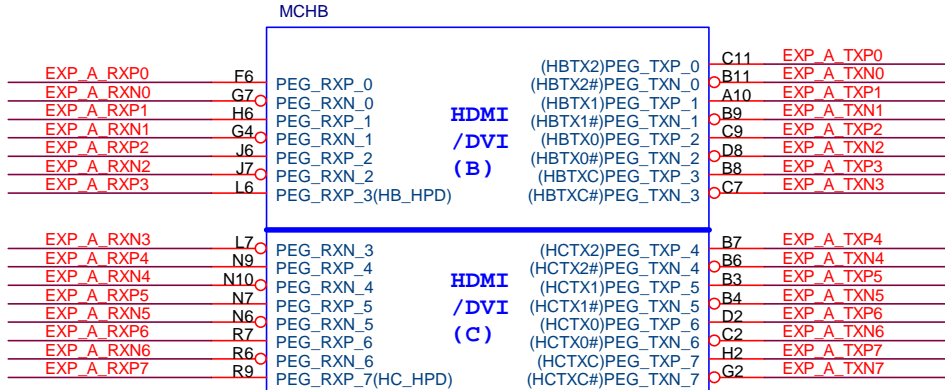 MCHB
EXP_A_RXP0 F6 PEG_RXP_0
EXP_A_RXN0 G7 PEG_RXN_0
EXP_A_RXP1 H6 PEG_RXP_1
EXP_A_RXN1 G4 PEG_RXN_1
EXP_A_RXP2 J6 PEG_RXP_2
EXP_A_RXN2 J7 PEG_RXN_2
EXP_A_RXP3 L6 PEG_RXP_3(HB_HPD)
HDMI
/DVI
(B)
(HBTX2)PEG_TXP_0 C11 EXP_A_TXP0
(HBTX2#)PEG_TXN_0 B11 EXP_A_TXN0
(HBTX1)PEG_TXP_1 A10 EXP_A_TXP1
(HBTX1#)PEG_TXN_1 B9 EXP_A_TXN1
(HBTX0)PEG_TXP_2 C9 EXP_A_TXP2
(HBTX0#)PEG_TXN_2 D8 EXP_A_TXN2
(HBTXC)PEG_TXP_3 B8 EXP_A_TXP3
(HBTXC#)PEG_TXN_3 C7 EXP_A_TXN3
EXP_A_RXN3 L7 PEG_RXN_3
EXP_A_RXP4 N9 PEG_RXP_4
EXP_A_RXN4 N10 PEG_RXN_4
EXP_A_RXP5 N7 PEG_RXP_5
EXP_A_RXN5 N6 PEG_RXN_5
EXP_A_RXP6 R7 PEG_RXP_6
EXP_A_RXN6 R6 PEG_RXN_6
EXP_A_RXP7 R9 PEG_RXP_7(HC_HPD)
HDMI
/DVI
(C)
(HCTX2)PEG_TXP_4 B7 EXP_A_TXP4
(HCTX2#)PEG_TXN_4 B6 EXP_A_TXN4
(HCTX1)PEG_TXP_5 B3 EXP_A_TXP5
(HCTX1#)PEG_TXN_5 B4 EXP_A_TXN5
(HCTX0)PEG_TXP_6 D2 EXP_A_TXP6
(HCTX0#)PEG_TXN_6 C2 EXP_A_TXN6
(HCTXC)PEG_TXP_7 H2 EXP_A_TXP7
(HCTXC#)PEG_TXN_7 G2 EXP_A_TXN7